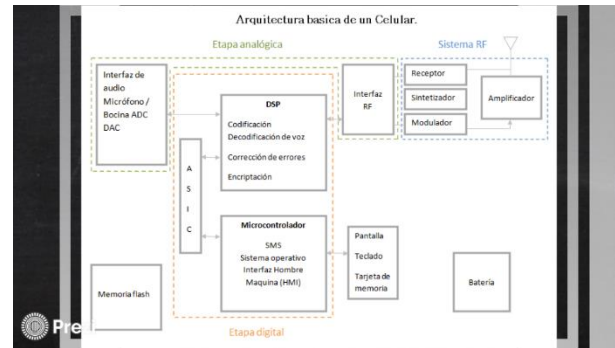 Arquitectura basica de un Celular.
Etapa analógica
Sistema RF
Interfaz de
audio
Micrófono /
Bocina ADC
DAC
DSP
Codificación
Decodificación de voz
Corrección de errores
Encriptación
Interfaz
RF
Receptor
Sintetizador
Modulador
Amplificador
A
S
I
C
Microcontrolador
SMS
Sistema operativo
Interfaz Hombre
Maquina (HMI)
Pantalla
Teclado
Tarjeta de
memoria
Memoria flash
Batería
Etapa digital